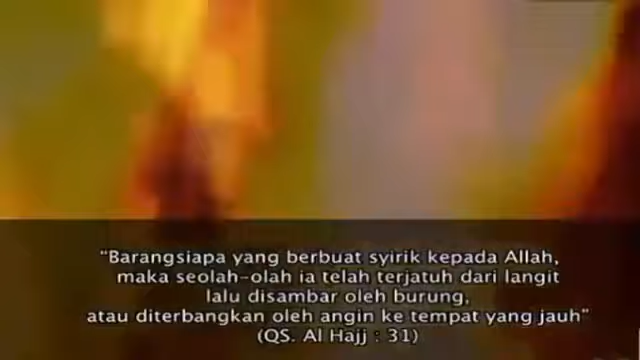 "Barangsiapa yang berbuat syirik kepada Allah,
maka seolah-olah ia telah terjatuh dari langit
lalu disambar oleh burung,
atau diterbangkan oleh angin ke tempat yang jauh"
(QS. Al Hajj : 31)